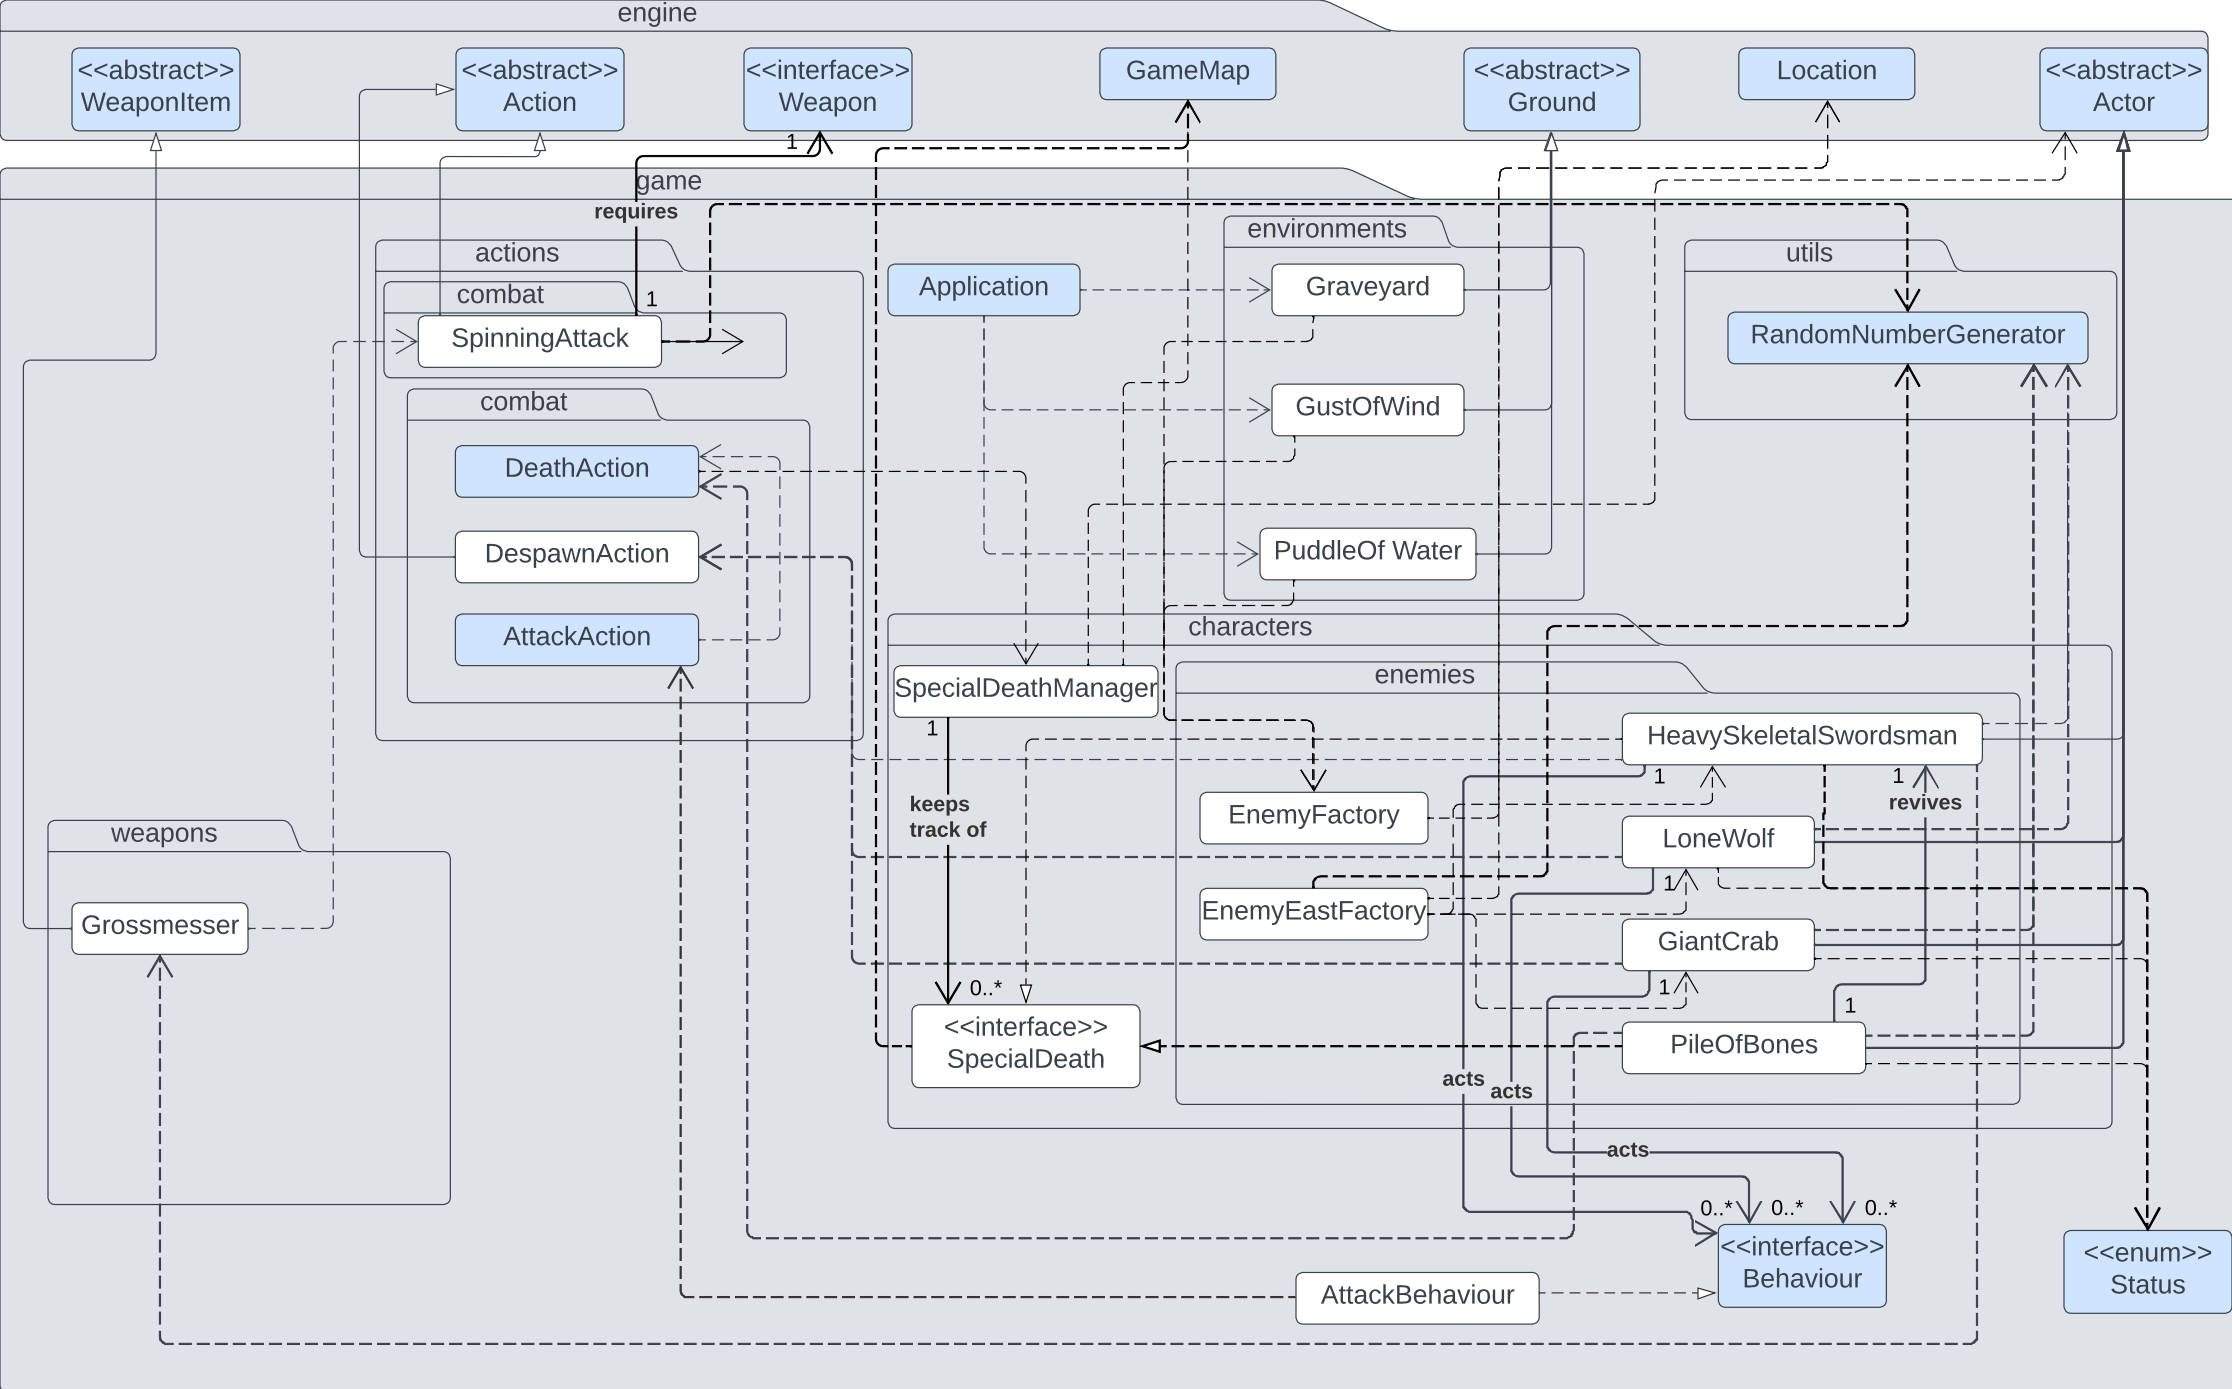 engine
<<abstract>>
WeaponItem
<<abstract>>
Action
<<interface>>
Weapon
GameMap
<<abstract>>
Ground
Location
<<abstract>>
Actor
1
game
requires
actions
combat
1
SpinningAttack
Application
environments
Graveyard
GustOfWind
PuddleOf Water
utils
RandomNumberGenerator
combat
DeathAction
DespawnAction
AttackAction
characters
SpecialDeathManager
1
keeps
track of
0..*
<<interface>>
SpecialDeath
enemies
HeavySkeletalSwordsman
1
1
revives
EnemyFactory
LoneWolf
1
EnemyEastFactory
GiantCrab
1
1
PileOfBones
acts
acts
acts
weapons
Grossmesser
0..*
0..*
0..*
<<interface>>
Behaviour
AttackBehaviour
<<enum>>
Status